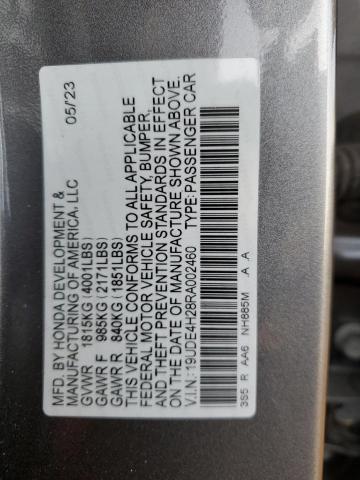 MFD. BY HONDA DEVELOPMENT & 05/23
MANUFACTURING OF AMERICA, LLC
GVWR 1815KG (4001LBS)
GAWR F 985KG (2171LBS)
GAWR R 840KG (1851LBS)
THIS VEHICLE CONFORMS TO ALL APPLICABLE
FEDERAL MOTOR VEHICLE SAFETY, BUMPER,
AND THEFT PREVENTION STANDARDS IN EFFECT
ON THE DATE OF MANUFACTURE SHOWN ABOVE.
V.I.N.:19UDE4H28RA002460 TYPE:PASSENGER CAR
3S5 R AA6 NH885M A A